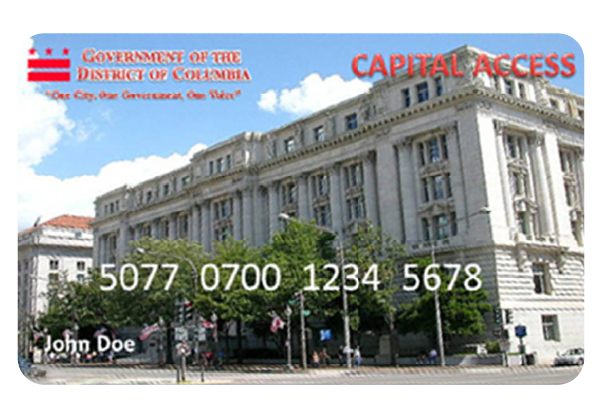 GOVERNMENT OF THE
DISTRICT OF COLUMBIA
"One City, One Government, One Voice"
CAPITAL ACCESS
5077 0700 1234 5678
John Doe